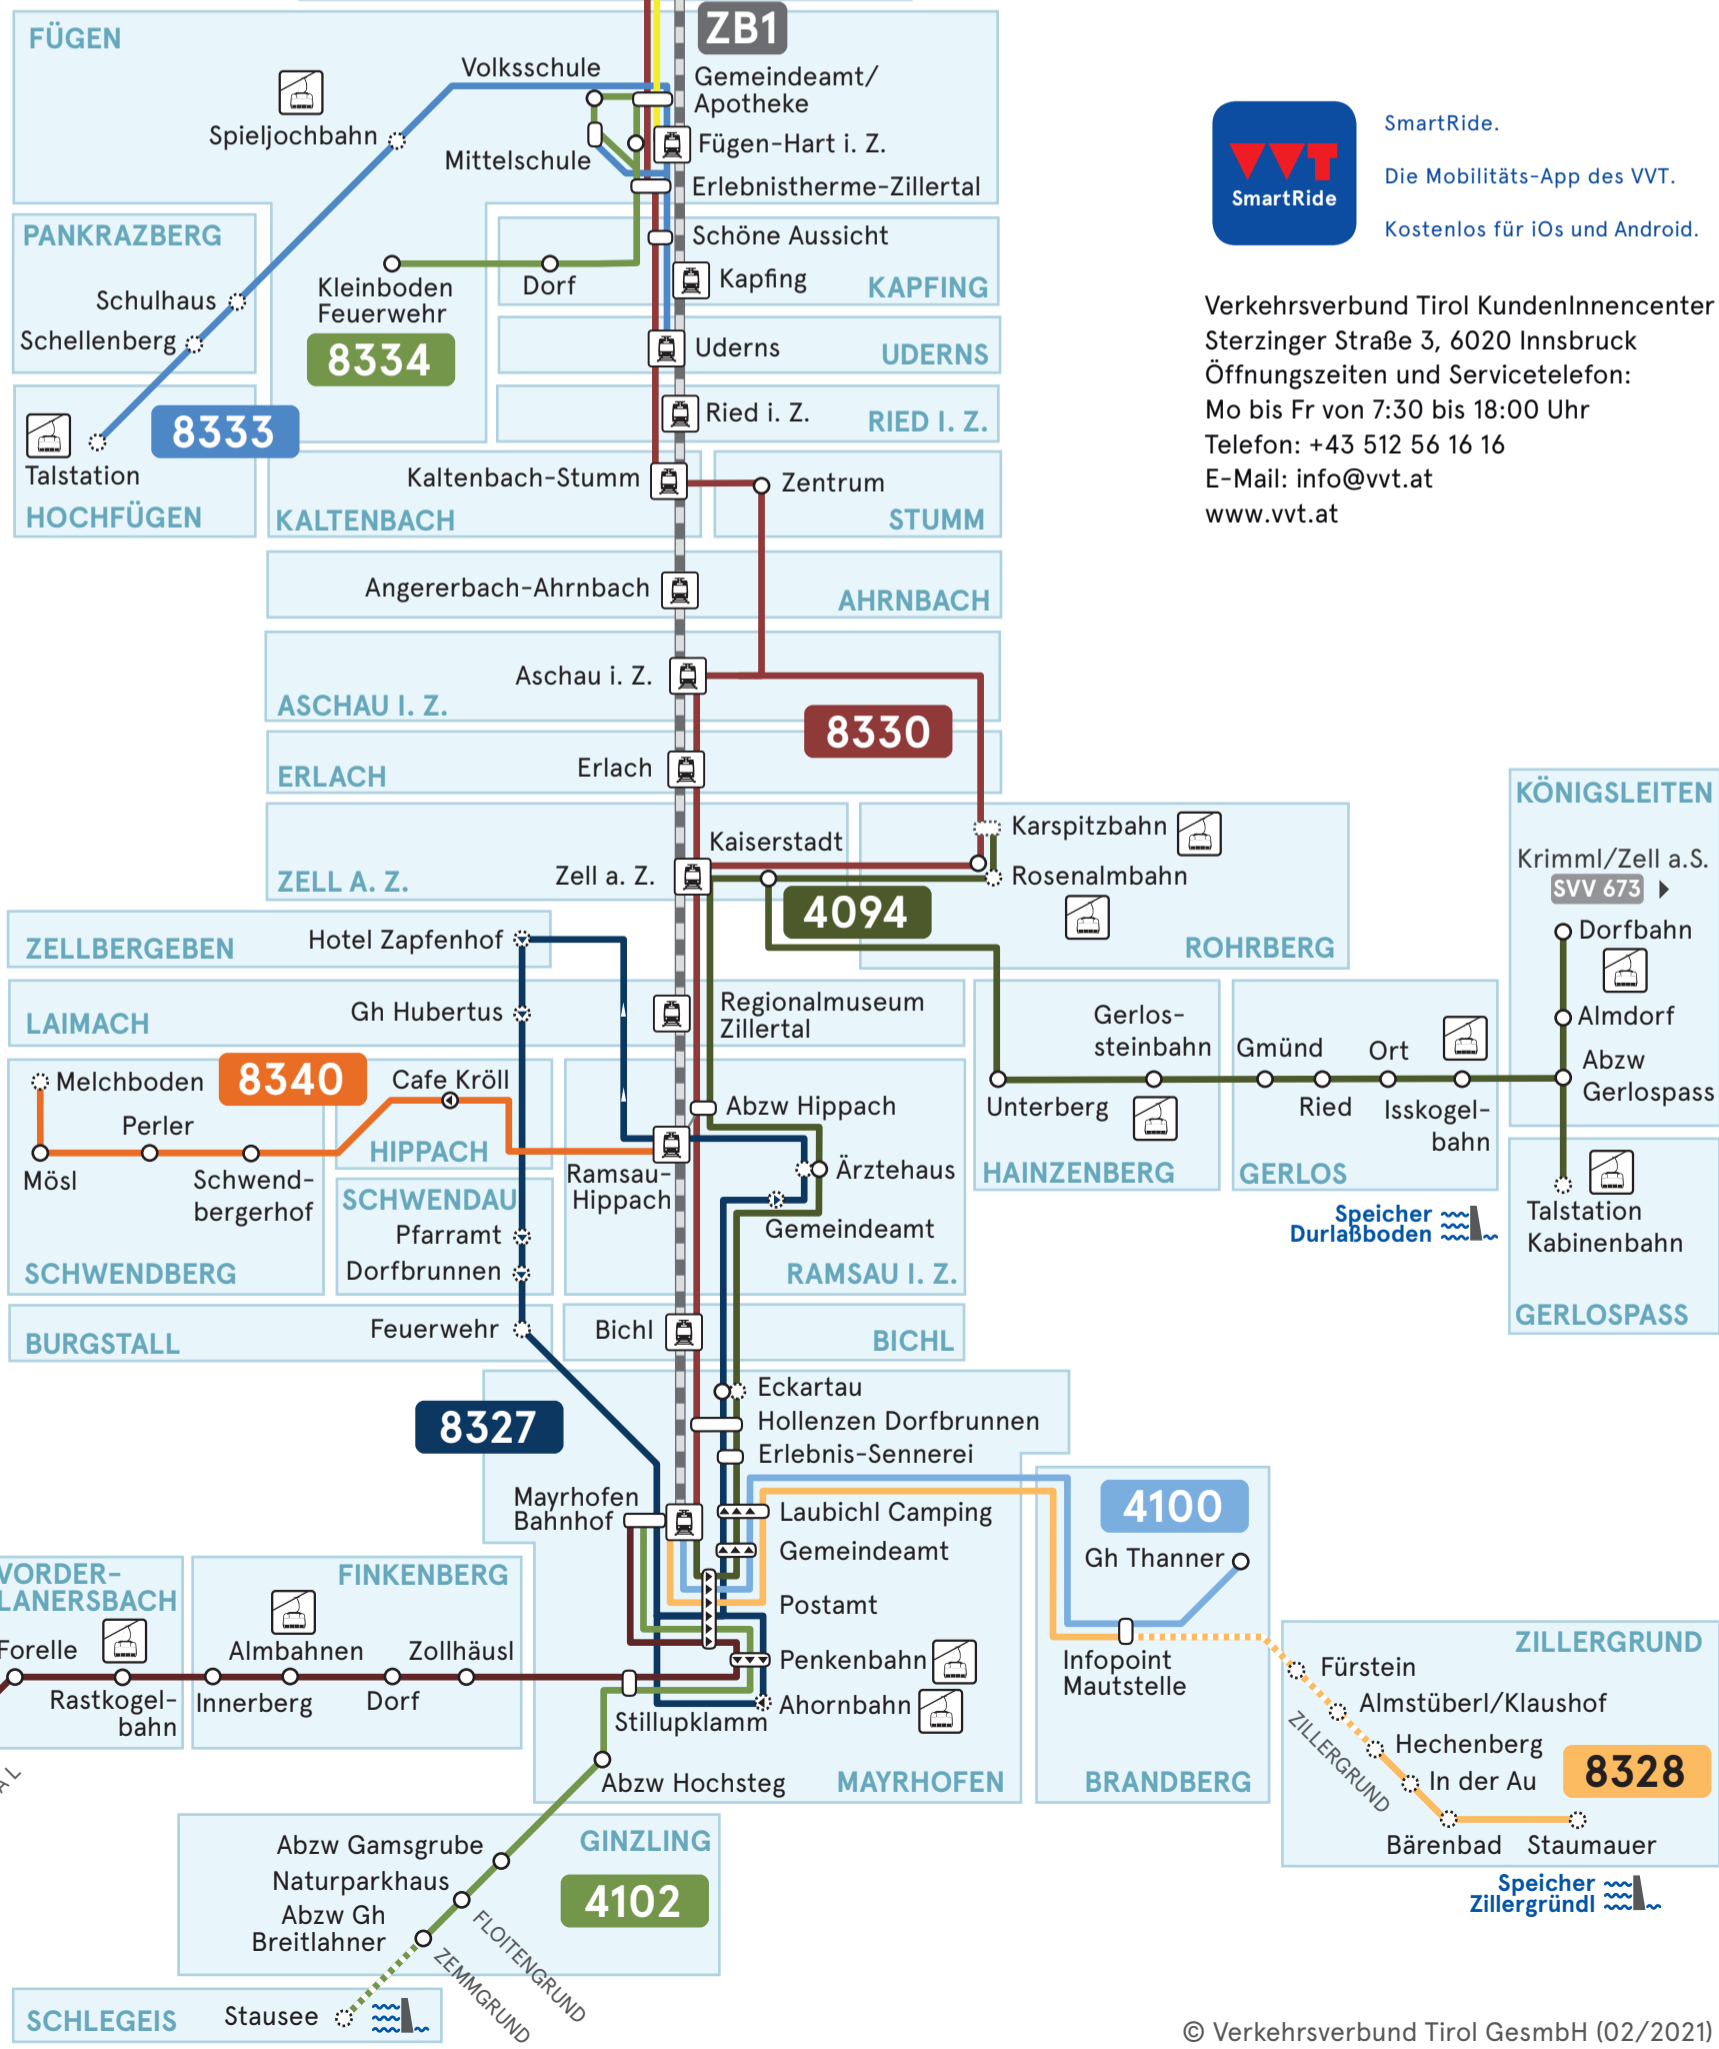 FÜGEN
ZB1
Volksschule
Gemeindeamt/
Apotheke
Spieljochbahn
Fügen-Hart i. Z.
Mittelschule
Erlebnistherme-Zillertal
PANKRAZBERG
Schöne Aussicht
Kapfing
KAPFING
Schulhaus
Schellenberg
Kleinboden
Feuerwehr
Dorf
8334
Uderns
UDERNS
8333
Ried i. Z.
RIED I. Z.
Talstation
HOCHFÜGEN
Kaltenbach-Stumm
KALTENBACH
Zentrum
STUMM
Angererbach-Ahrnbach
AHRNBACH
Aschau i. Z.
ASCHAU I. Z.
8330
Erlach
ERLACH
Kaiserstadt
Zell a. Z.
ZELL A. Z.
Karspitzbahn
Rosenalmbahn
4094
ROHRBERG
SmartRide
SmartRide.
Die Mobilitäts-App des VVT.
Kostenlos für iOs und Android.
Verkehrsverbund Tirol KundenInnencenter
Sterzinger Straße 3, 6020 Innsbruck
Öffnungszeiten und Servicetelefon:
Mo bis Fr von 7:30 bis 18:00 Uhr
Telefon: +43 512 56 16 16
E-Mail: info@vvt.at
www.vvt.at
KÖNIGSLEITEN
Krimml/Zell a.S.
SVV 673
Dorfbahn
Almdorf
Abzw
Gerlospass
Hotel Zapfenhof
ZELLBERGEBEN
Gh Hubertus
LAIMACH
Regionalmuseum
Zillertal
Gerlos-
steinbahn
Gmünd
Ort
Unterberg
Ried
Isskogel-
bahn
HAINZENBERG
GERLOS
Speicher
Durlaßboden
Talstation
Kabinenbahn
GERLOSPASS
Melchboden
8340
Cafe Kröll
Perler
HIPPACH
Mösl
Schwend-
bergerhof
SCHWENDBERG
SCHWENDAU
Pfarramt
Dorfbrunnen
Abzw Hippach
Ramsau-
Hippach
Ärztehaus
Gemeindeamt
RAMSAU I. Z.
Feuerwehr
BURGSTALL
Bichl
BICHL
8327
Eckartau
Hollenzen Dorfbrunnen
Erlebnis-Sennerei
Mayrhofen
Bahnhof
Laubichl Camping
Gemeindeamt
Postamt
Penkenbahn
Ahornbahn
Stillupklamm
Abzw Hochsteg
MAYRHOFEN
4100
Gh Thanner
Infopoint
Mautstelle
BRANDBERG
VORDER-
LANERSBACH
Forelle
Rastkogel-
bahn
FINKENBERG
Almbahnen
Zollhäusl
Innerberg
Dorf
ZILLERGRUND
Fürstein
Almstüberl/Klaushof
Hechenberg
In der Au
8328
ZILLERGRUND
Bärenbad
Staumauer
Speicher
Zillergründl
Abzw Gamsgrube
GINZLING
Naturparkhaus
4102
Abzw Gh
Breitlahner
FLOITENGRUND
ZEMMGRUND
SCHLEGEIS
Stausee
© Verkehrsverbund Tirol GesmbH (02/2021)